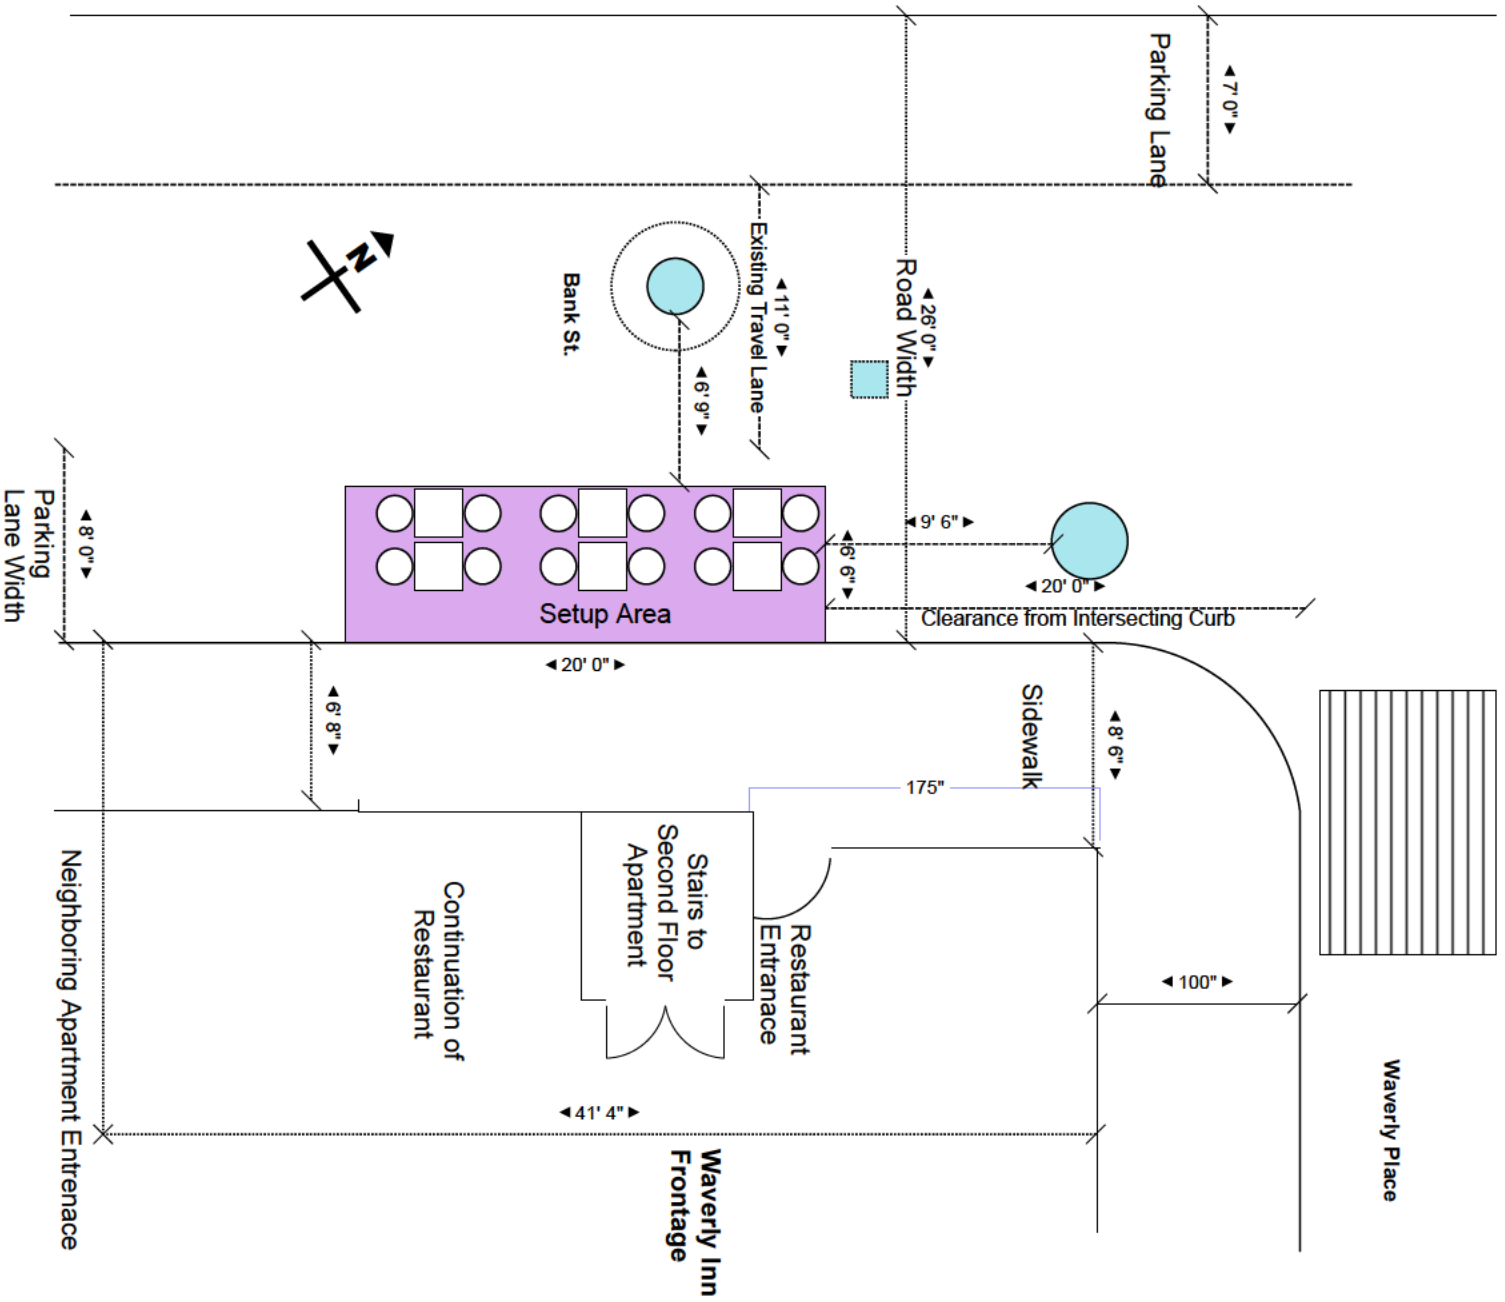 Parking Lane
◄ 7' 0" ►
Existing Travel Lane
◄ 11' 0" ►
Road Width
◄ 26' 0" ►
N
Bank St.
◄ 6' 9" ►
Parking
Lane Width
◄ 8' 0" ►
◄ 9' 6" ►
◄ 6' 6" ►
◄ 20' 0" ►
Clearance from Intersecting Curb
Setup Area
◄ 20' 0" ►
◄ 6' 8" ►
Sidewalk
◄ 8' 6" ►
175"
Stairs to
Second Floor
Apartment
Continuation of
Restaurant
Restaurant
Entranace
◄ 100" ►
Neighboring Apartment Entrenace
◄ 41' 4" ►
Waverly Inn
Frontage
Waverly Place